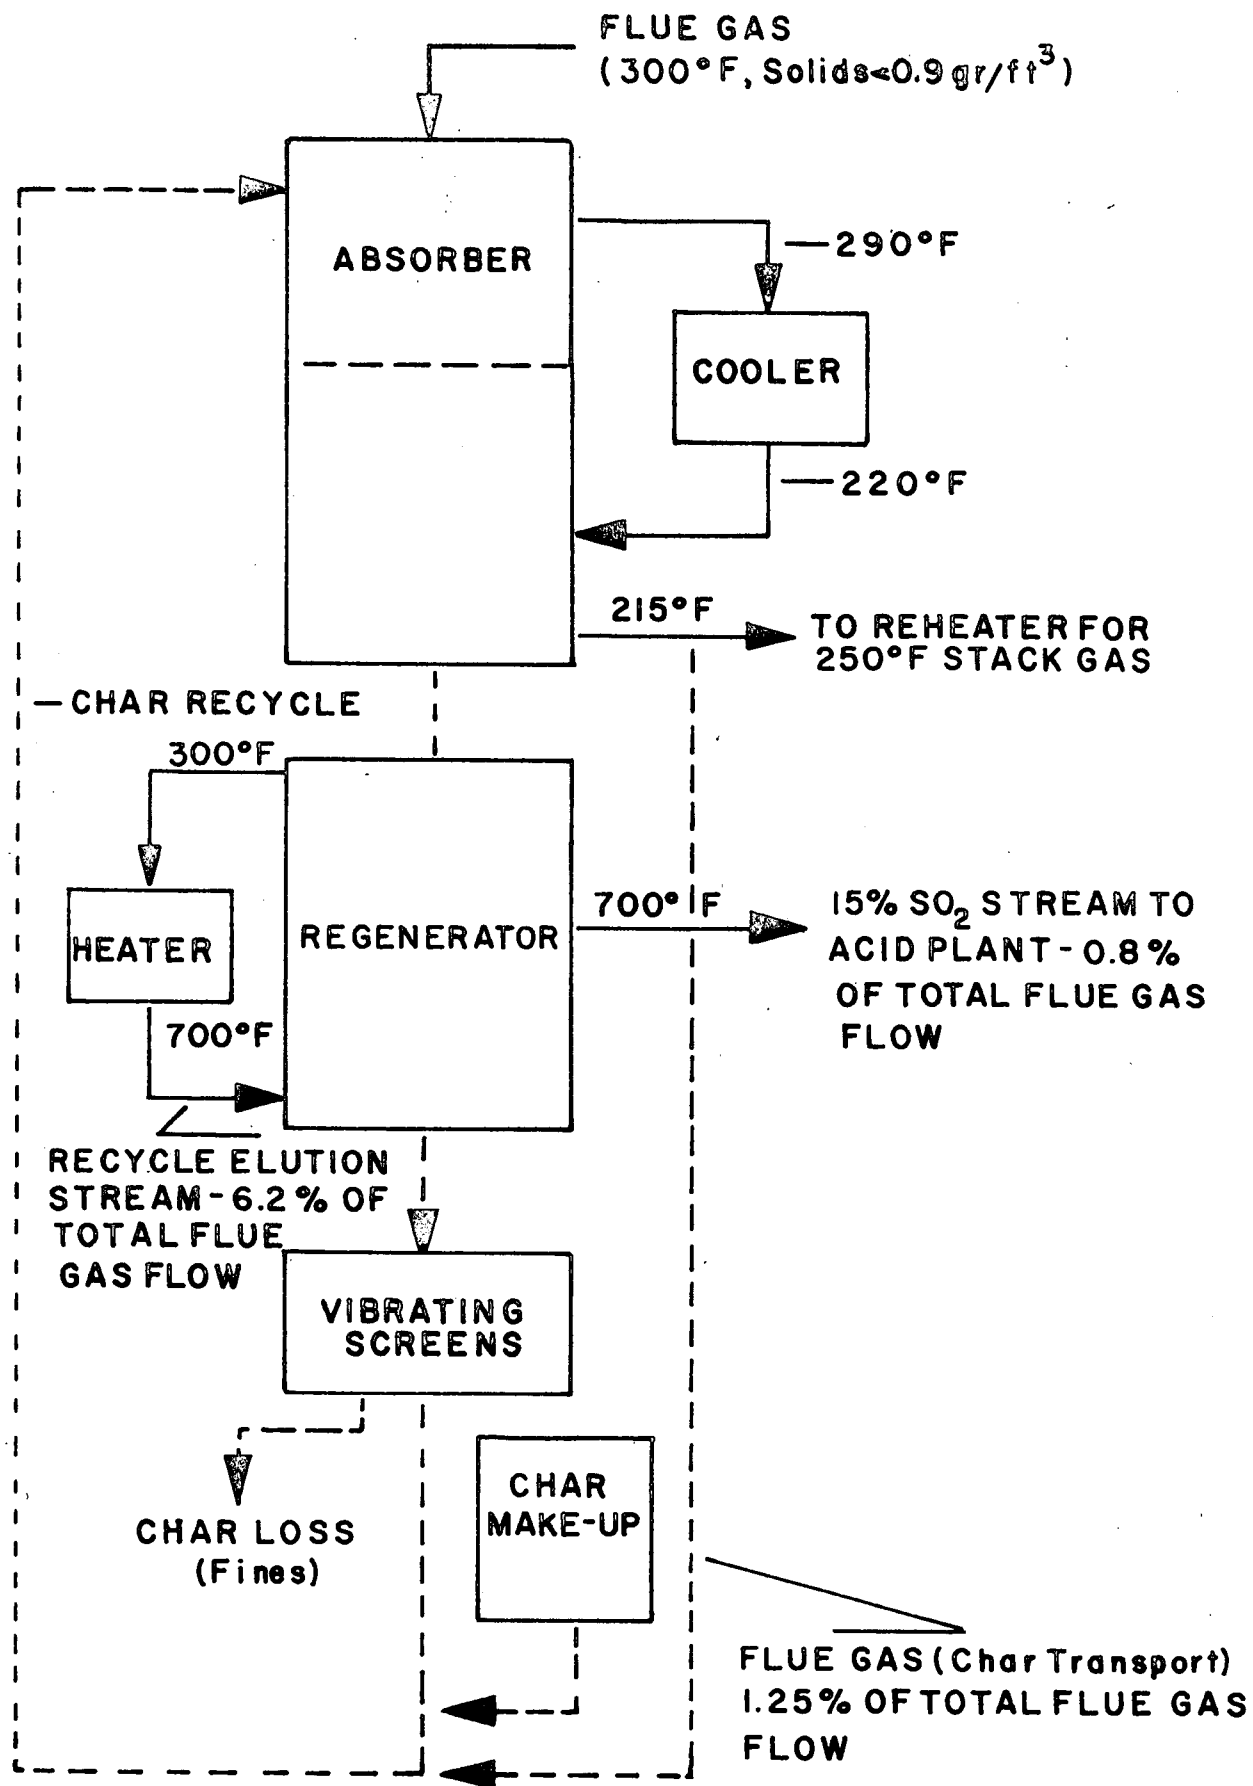 FLUE GAS
(300°F, Solids<0.9 gr/ft³)
ABSORBER
—290°F
COOLER
—220°F
215°F
TO REHEATER FOR
250°F STACK GAS
—CHAR RECYCLE
300°F
HEATER
REGENERATOR
700°F
15% SO₂ STREAM TO
ACID PLANT-0.8%
OF TOTAL FLUE GAS
FLOW
700°F
RECYCLE ELUTION
STREAM-6.2% OF
TOTAL FLUE
GAS FLOW
VIBRATING
SCREENS
CHAR LOSS
(Fines)
CHAR
MAKE-UP
FLUE GAS (Char Transport)
1.25% OF TOTAL FLUE GAS
FLOW